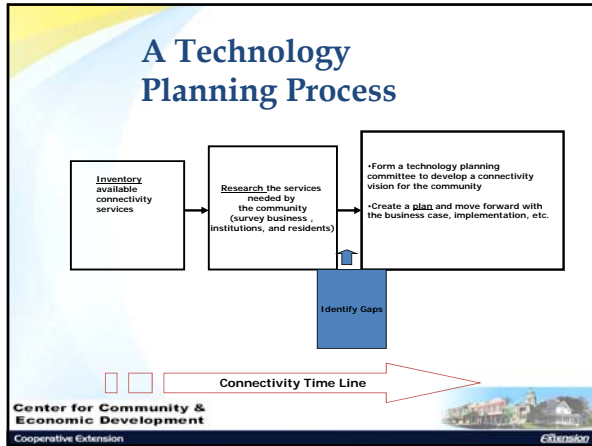 A Technology
Planning Process
Inventory
available
connectivity
services
Research the services
needed by
the community
(survey business ,
institutions, and residents)
•Form a technology planning
committee to develop a connectivity
vision for the community
•Create a plan and move forward with
the business case, implementation, etc.
Identify Gaps
Connectivity Time Line
Center for Community &
Economic Development
Cooperative Extension
Extension